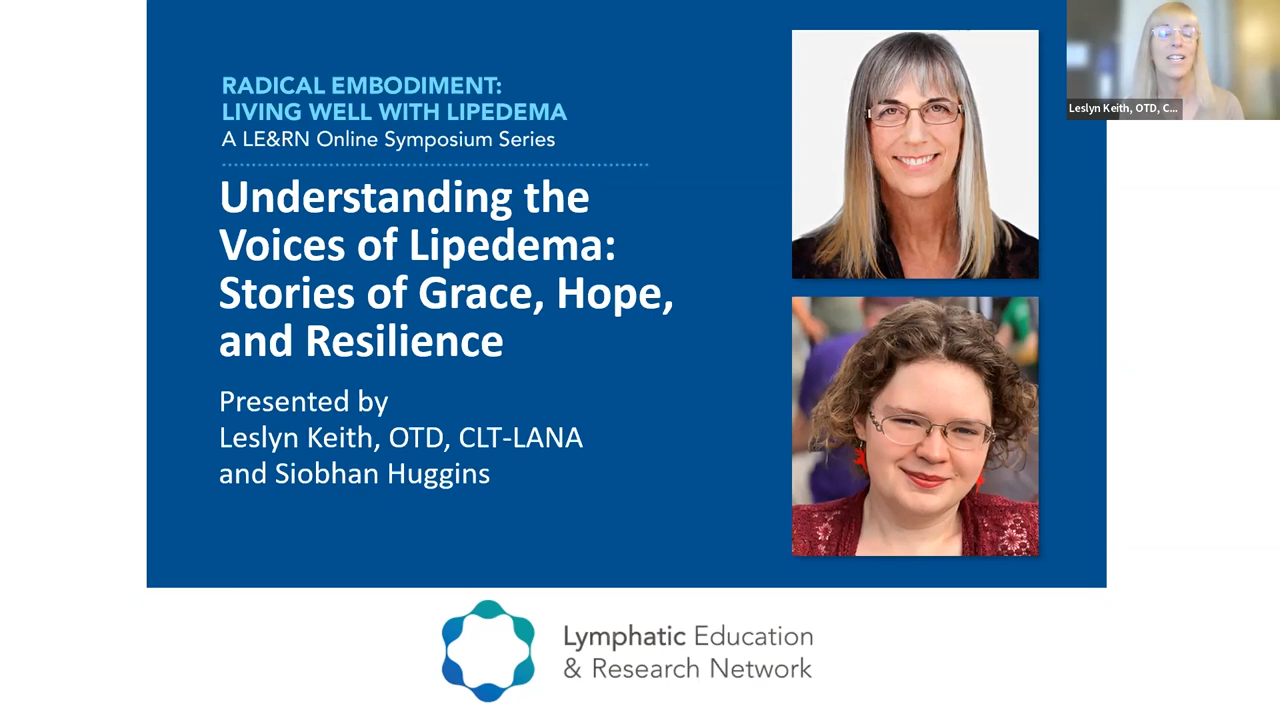 RADICAL EMBODIMENT:
LIVING WELL WITH LIPEDEMA
A LE&RN Online Symposium Series
Understanding the
Voices of Lipedema:
Stories of Grace, Hope,
and Resilience
Presented by
Leslyn Keith, OTD, CLT-LANA
and Siobhan Huggins
Leslyn Keith, OTD, C...
Lymphatic Education
& Research Network